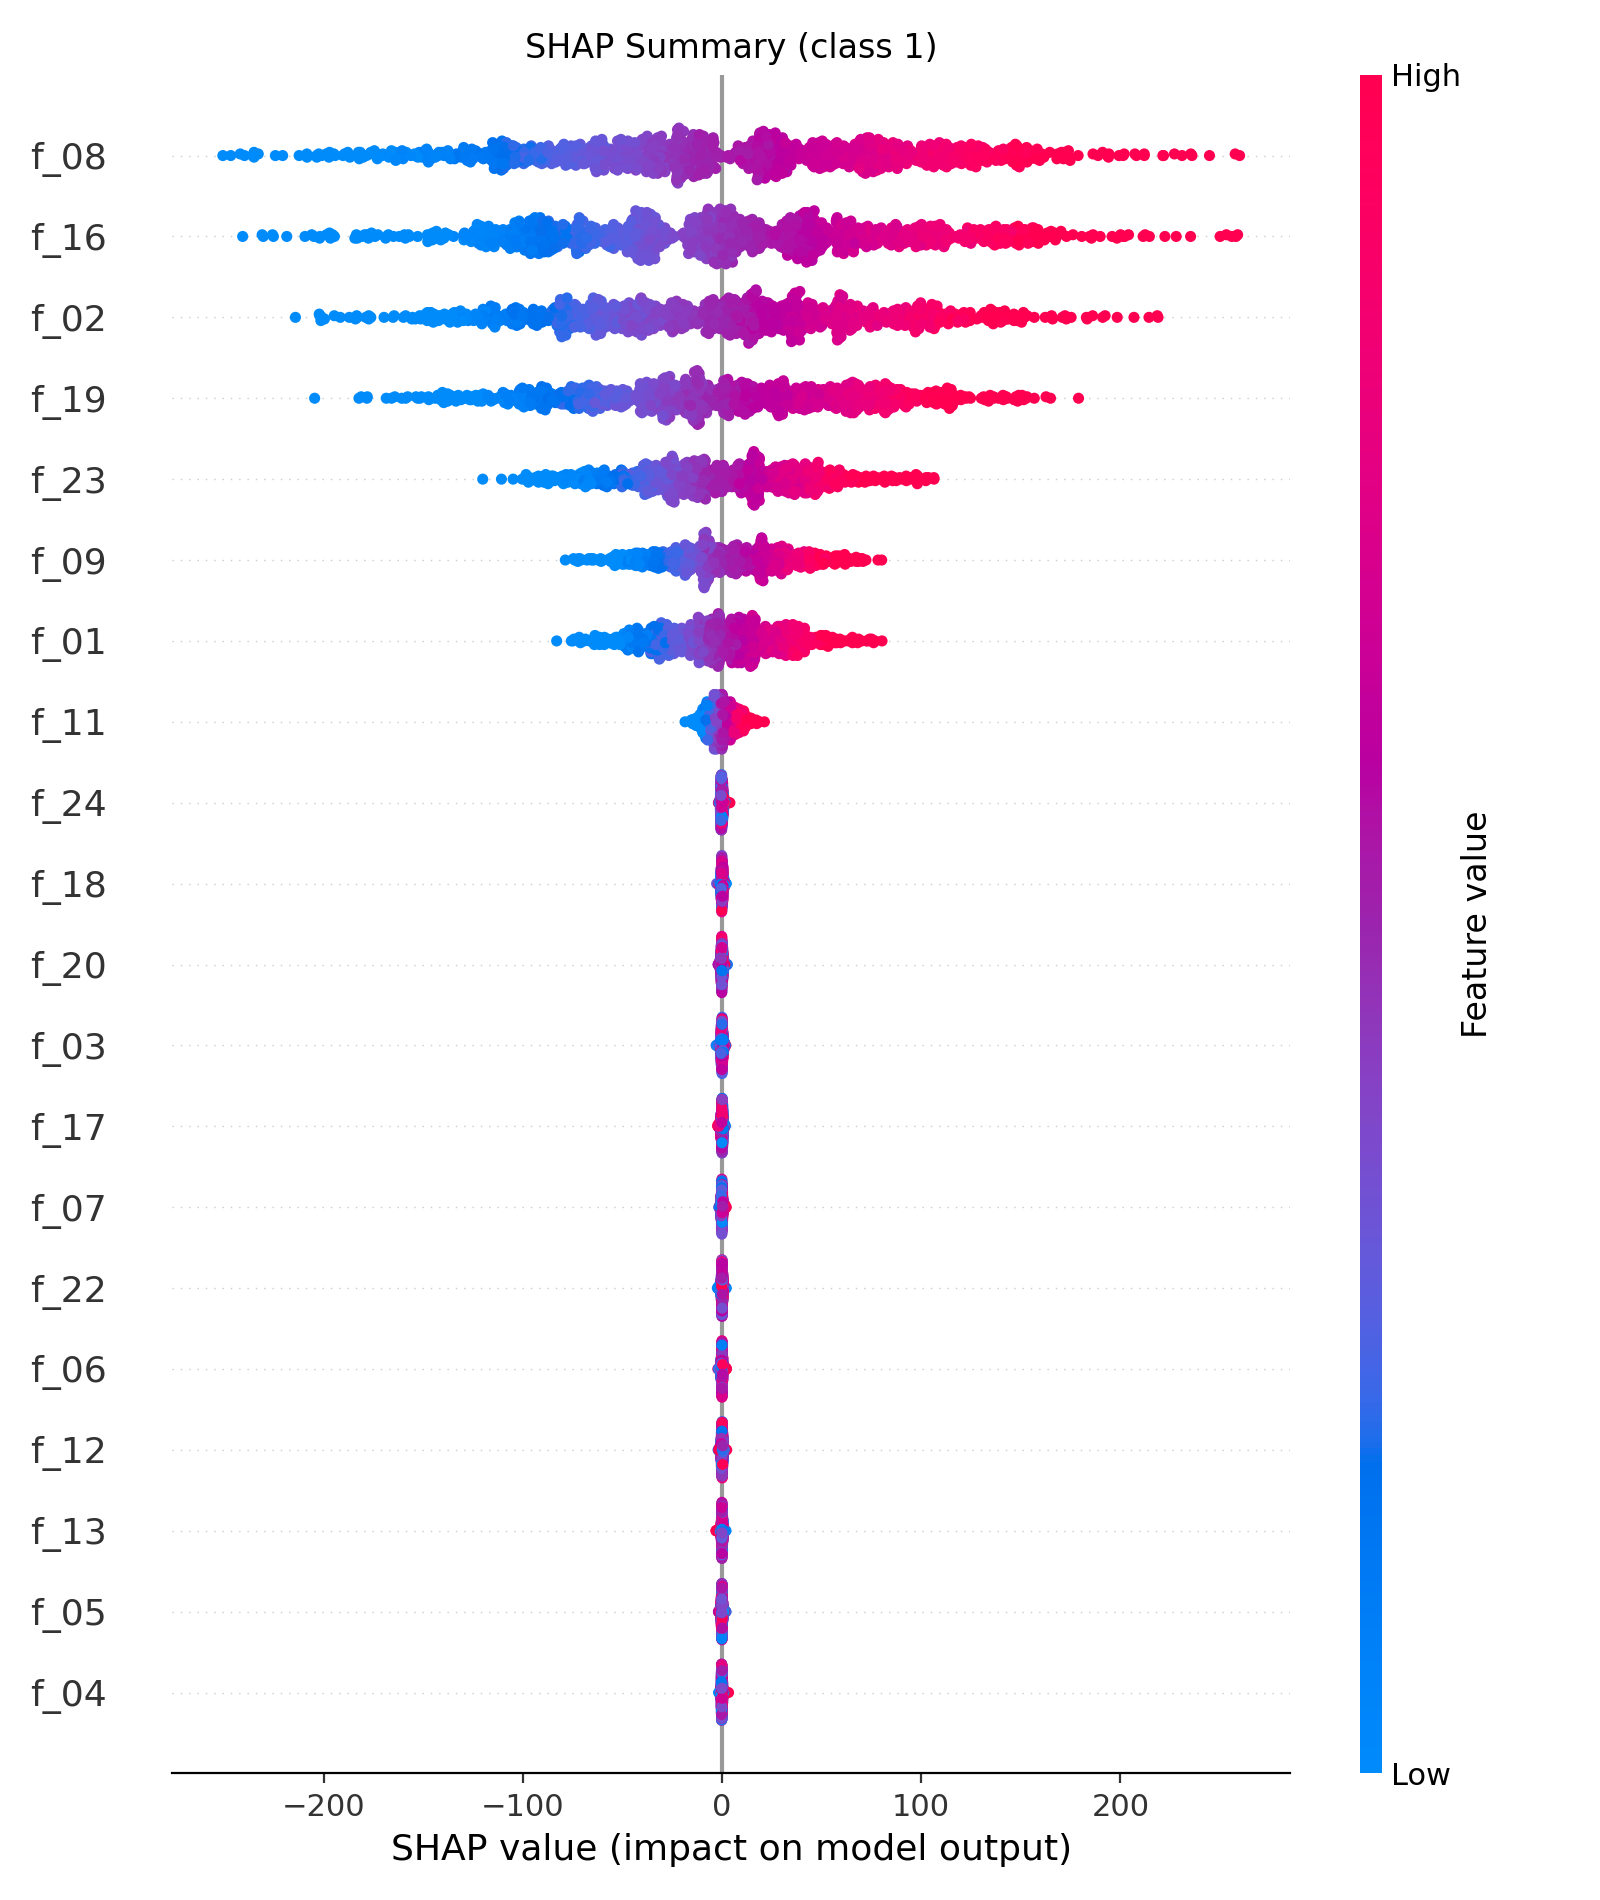 SHAP Summary (class 1)
High
f_08
f_16
f_02
f_19
f_23
f_09
f_01
f_11
f_24
f_18
f_20
f_03
f_17
f_07
f_22
f_06
f_12
f_13
f_05
f_04
Feature value
Low
−200
−100
0
100
200
SHAP value (impact on model output)